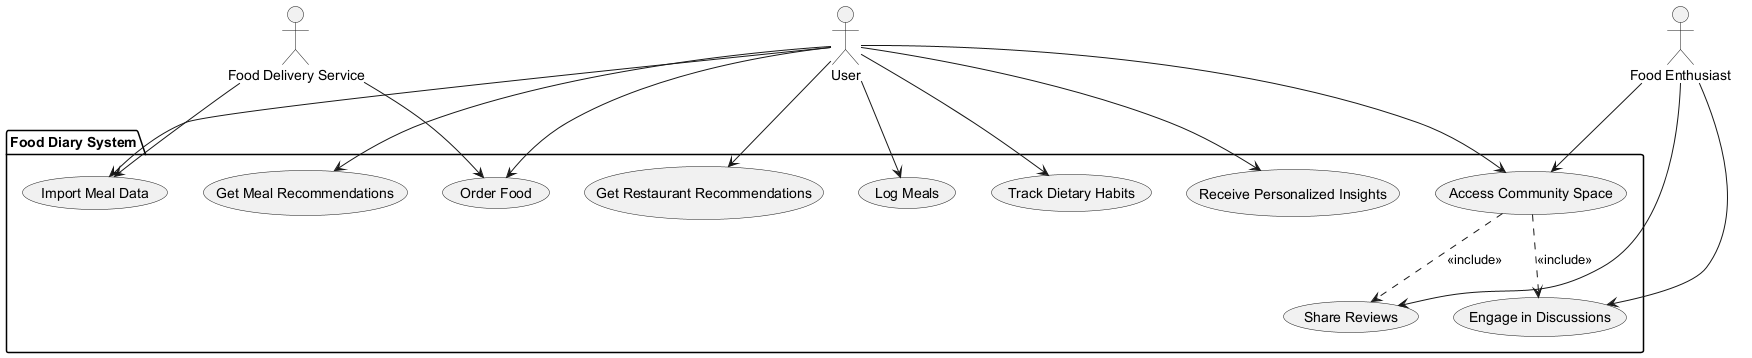 Food Delivery Service
User
Food Enthusiast
Food Diary System
Import Meal Data
Get Meal Recommendations
Order Food
Get Restaurant Recommendations
Log Meals
Track Dietary Habits
Receive Personalized Insights
Access Community Space
«include»
«include»
Share Reviews
Engage in Discussions